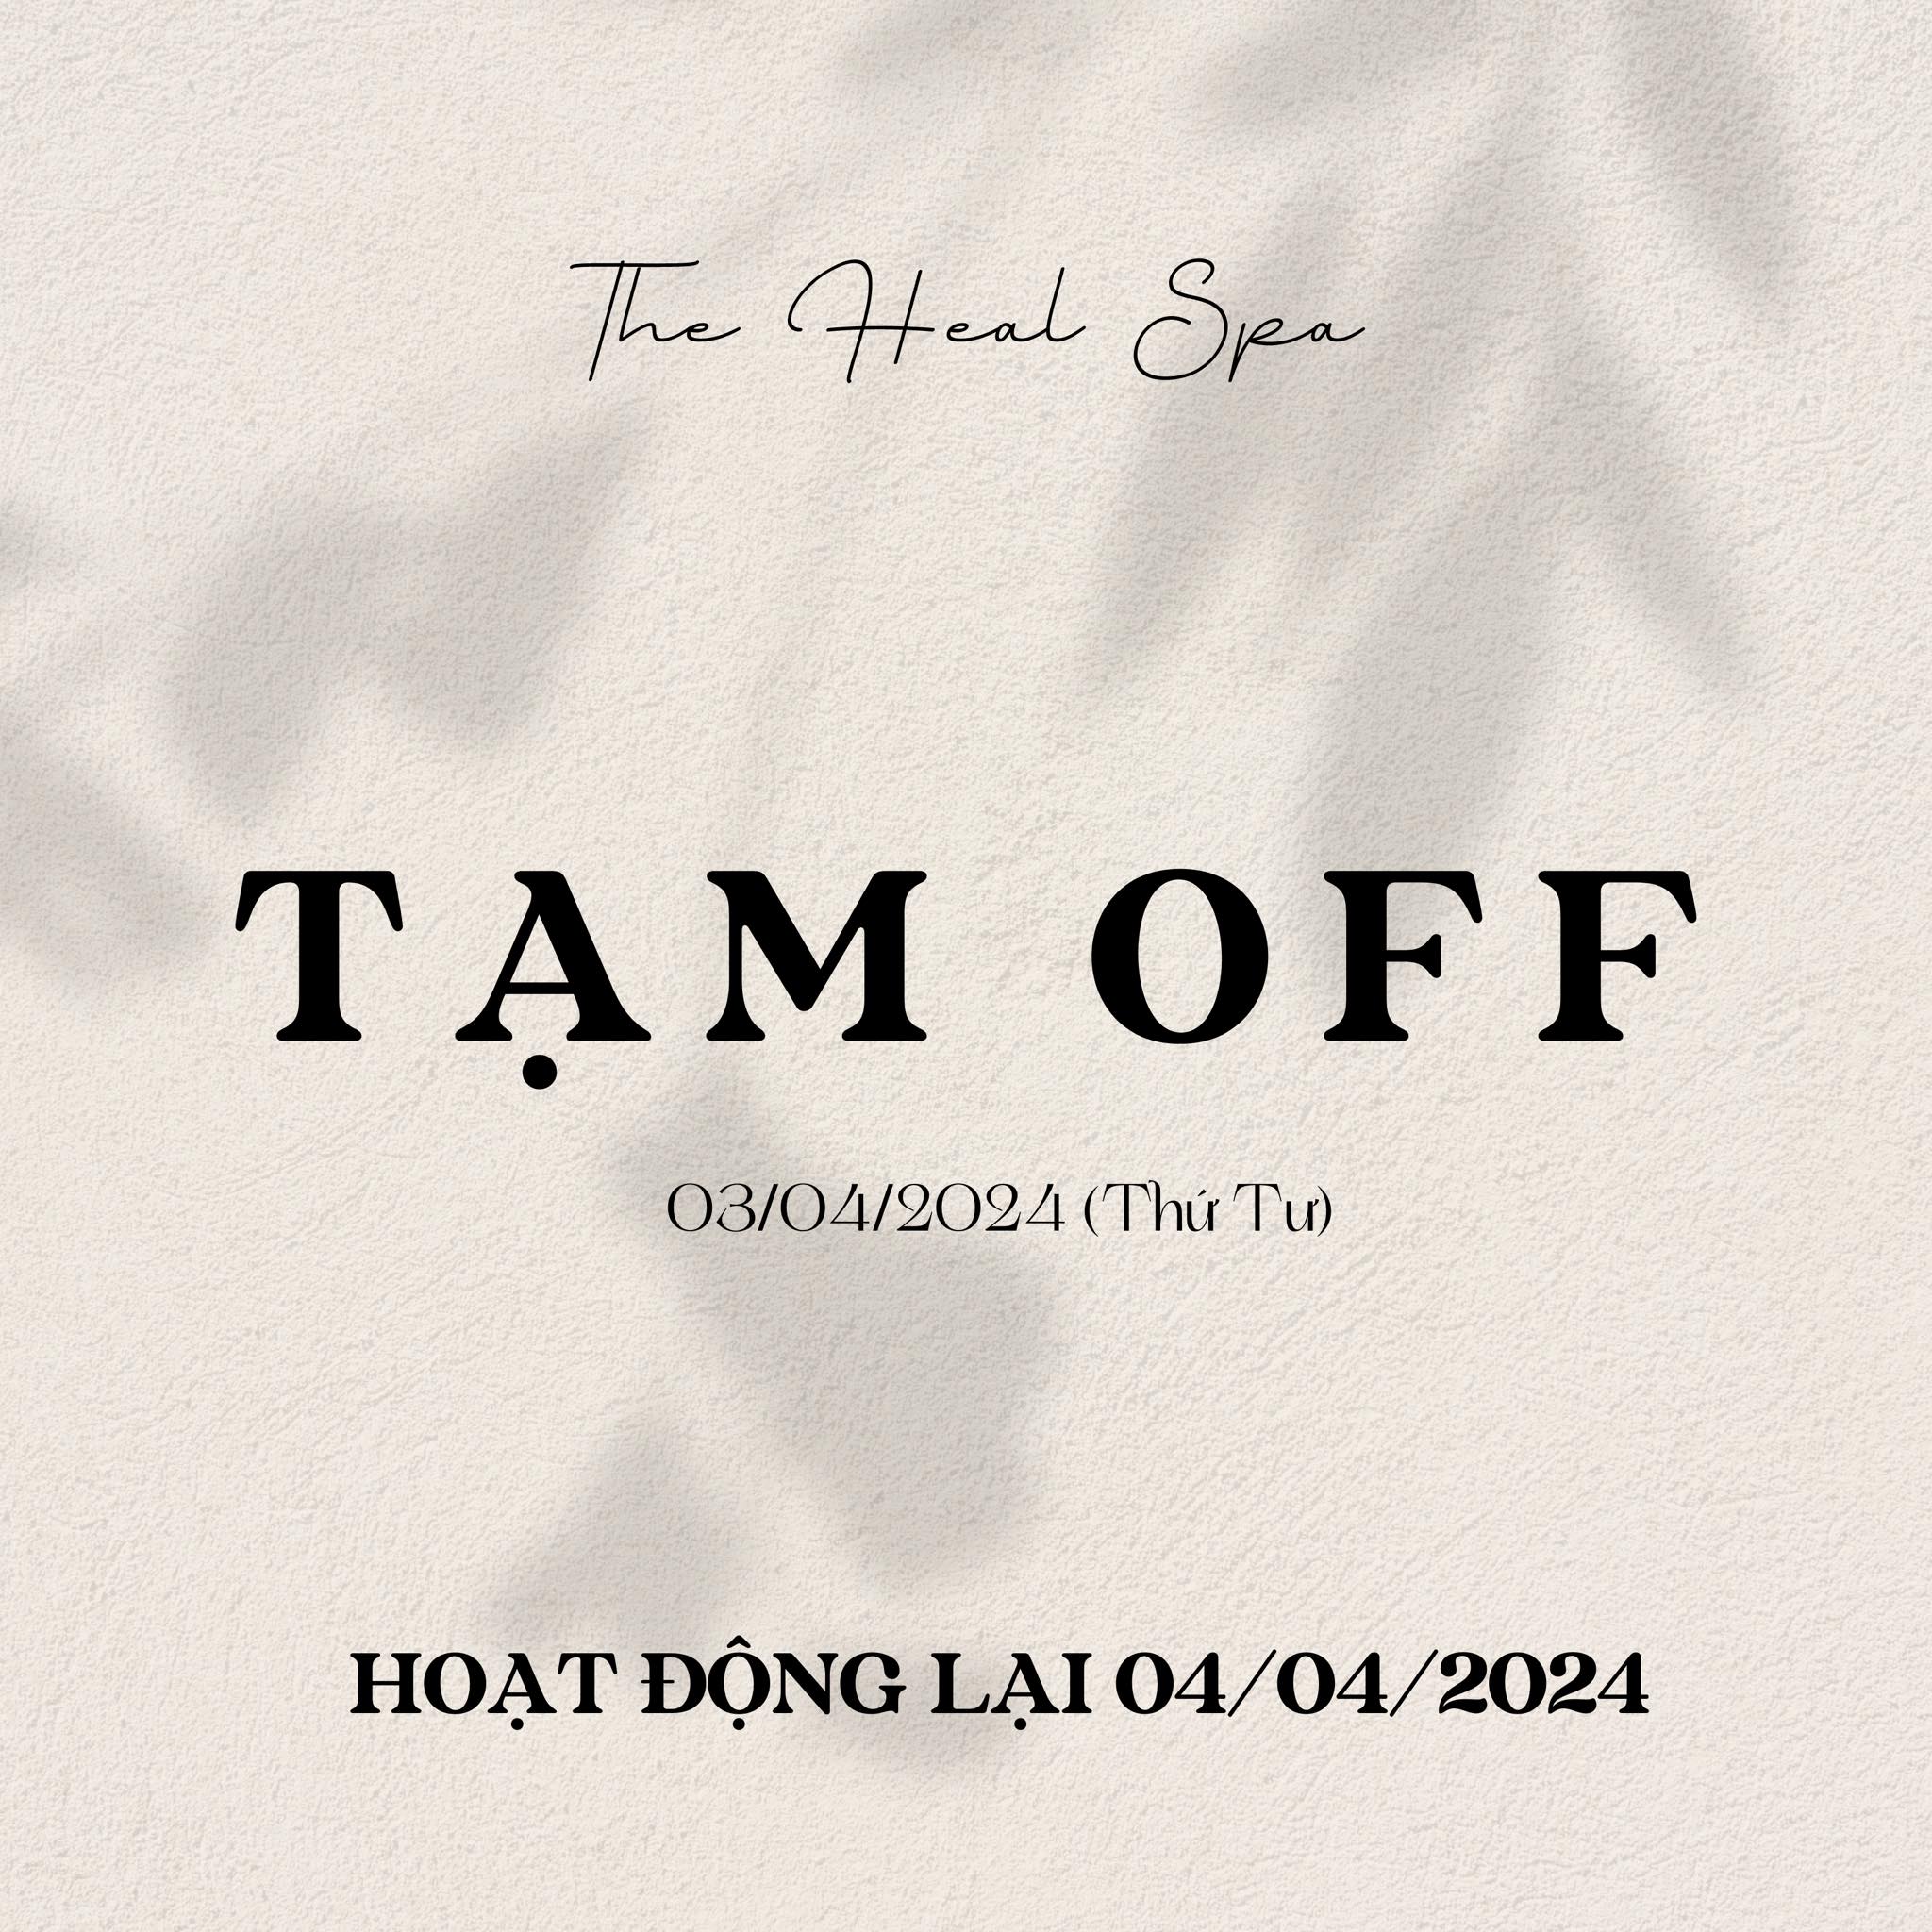 The Heal Spa
TẠM OFF
03/04/2024 (Thứ Tư)
HOẠT ĐỘNG LẠI 04/04/2024